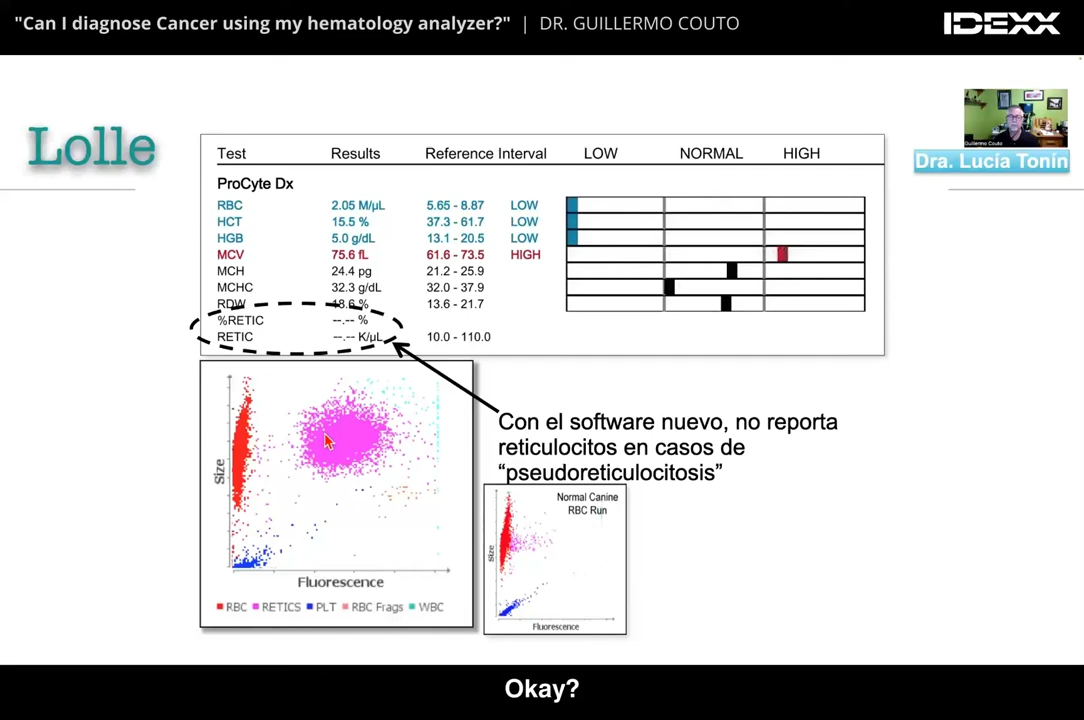 "Can I diagnose Cancer using my hematology analyzer?" | DR. GUILLERMO COUTO
IDEXX
Lolle
Guillermo Couto
Dra. Lucía Tonín
Test Results Reference Interval LOW NORMAL HIGH
ProCyte Dx
RBC 2.05 M/µL 5.65 - 8.87 LOW
HCT 15.5 % 37.3 - 61.7 LOW
HGB 5.0 g/dL 13.1 - 20.5 LOW
MCV 75.6 fL 61.6 - 73.5 HIGH
MCH 24.4 pg 21.2 - 25.9
MCHC 32.3 g/dL 32.0 - 37.9
RDW 18.6 % 13.6 - 21.7
%RETIC --.-- %
RETIC --.-- K/µL 10.0 - 110.0
Con el software nuevo, no reporta
reticulocitos en casos de
“pseudoreticulocitosis”
Size
Fluorescence
RBC RETICS PLT RBC Frags WBC
Normal Canine
RBC Run
Size
Fluorescence
Okay?